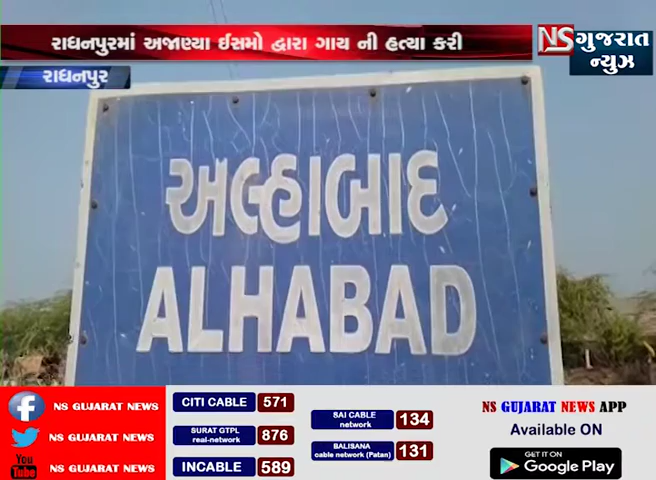 રાધનપુરમાં અજાણ્યા ઈસમો દ્વારા ગાય ની હત્યા કરી
NS ગુજરાત
ન્યુઝ
રાધનપુર
અલ્હાબાદ
ALHABAD
NS GUJARAT NEWS
NS GUJARAT NEWS
You Tube NS GUJARAT NEWS
CITI CABLE 571
SURAT GTPL real-network 876
INCABLE 589
SAI CABLE network 134
BALISANA cable network (Patan) 131
NS GUJARAT NEWS APP
Available ON
GET IT ON
Google Play